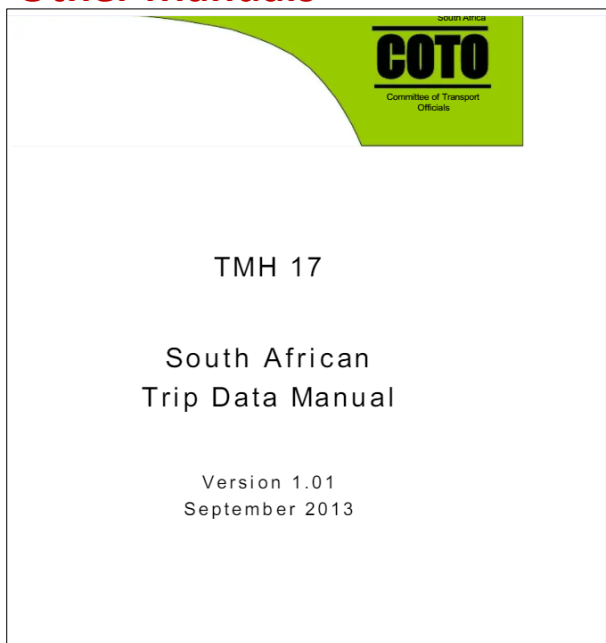 Other Manuals
South Africa
COTO
Committee of Transport
Officials
TMH 17
South African
Trip Data Manual
Version 1.01
September 2013